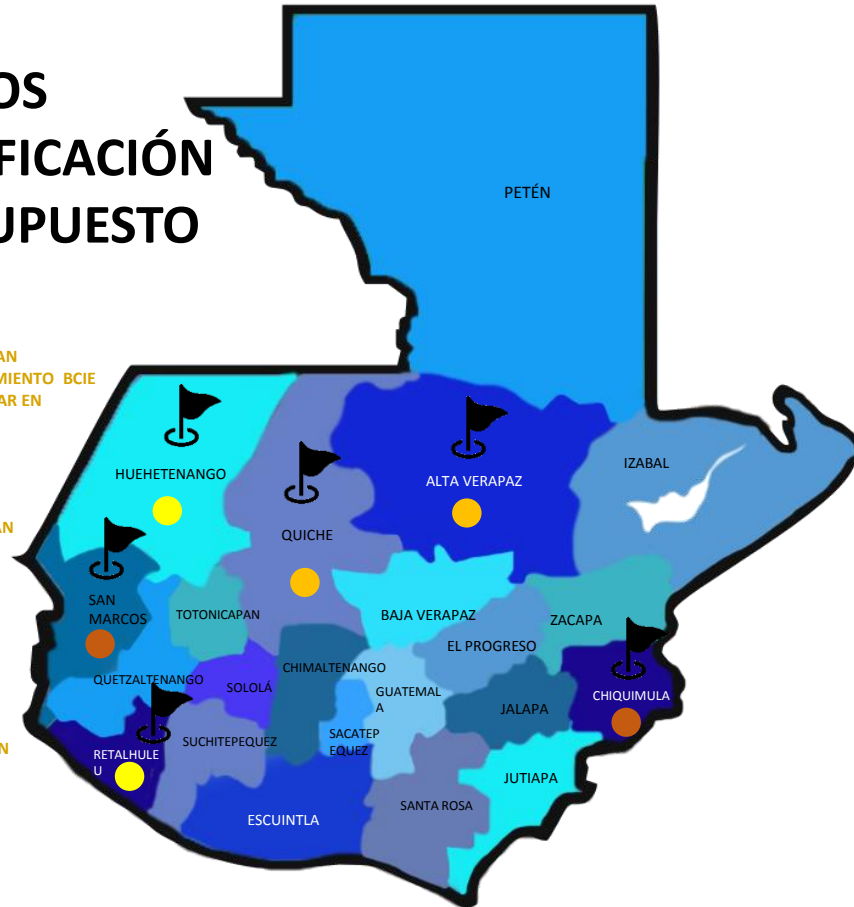 OS
FICACIÓN
UPUESTO
PETÉN
AN
MIENTO BCIE
AR EN
HUEHETENANGO
ALTA VERAPAZ
IZABAL
AN
QUICHE
SAN
MARCOS
TOTONICAPAN
BAJA VERAPAZ
ZACAPA
EL PROGRESO
QUETZALTENANGO
SOLOLÁ
CHIMALTENANGO
GUATEMAL
A
CHIQUIMULA
JALAPA
N
RETALHULE
U
SUCHITEPEQUEZ
SACATEP
EQUEZ
JUTIAPA
ESCUINTLA
SANTA ROSA